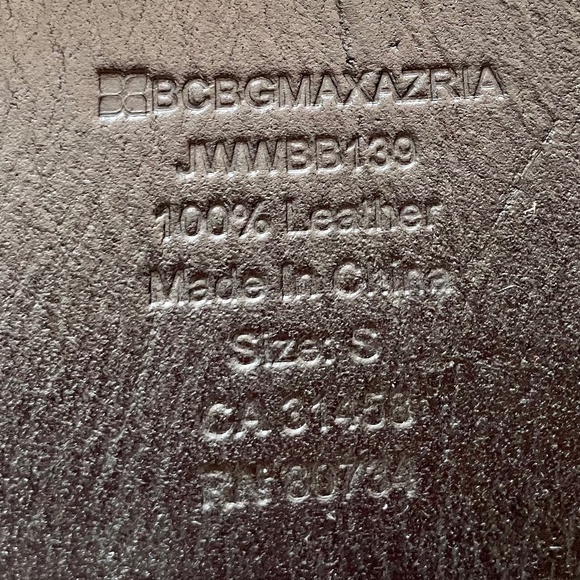 BCBGMAXAZRIA
JWWBB139
100% Leather
Made In China
Size: S
CA 31458
RN: 80734